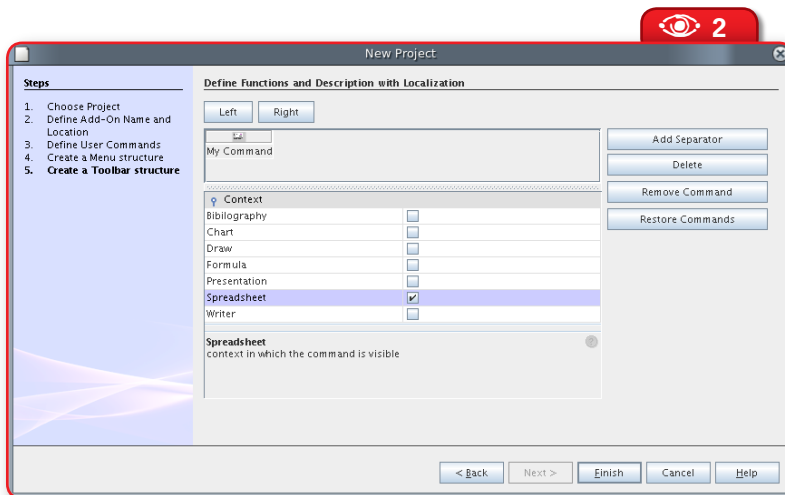 2
New Project
Steps
1. Choose Project
2. Define Add-On Name and
Location
3. Define User Commands
4. Create a Menu structure
5. Create a Toolbar structure
Define Functions and Description with Localization
Left
Right
My Command
Add Separator
Delete
Remove Command
Restore Commands
Context
Bibilography
Chart
Draw
Formula
Presentation
Spreadsheet
Writer
Spreadsheet
context in which the command is visible
?
< Back
Next >
Finish
Cancel
Help